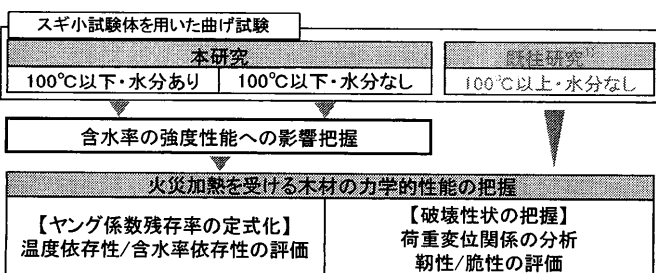 スギ小試験体を用いた曲げ試験
本研究
既往研究1)
100℃以下・水分あり
100℃以下・水分なし
100℃以上・水分なし
含水率の強度性能への影響把握
火災加熱を受ける木材の力学的性能の把握
【ヤング係数残存率の定式化】
温度依存性/含水率依存性の評価
【破壊性状の把握】
荷重変位関係の分析
靭性/脆性の評価